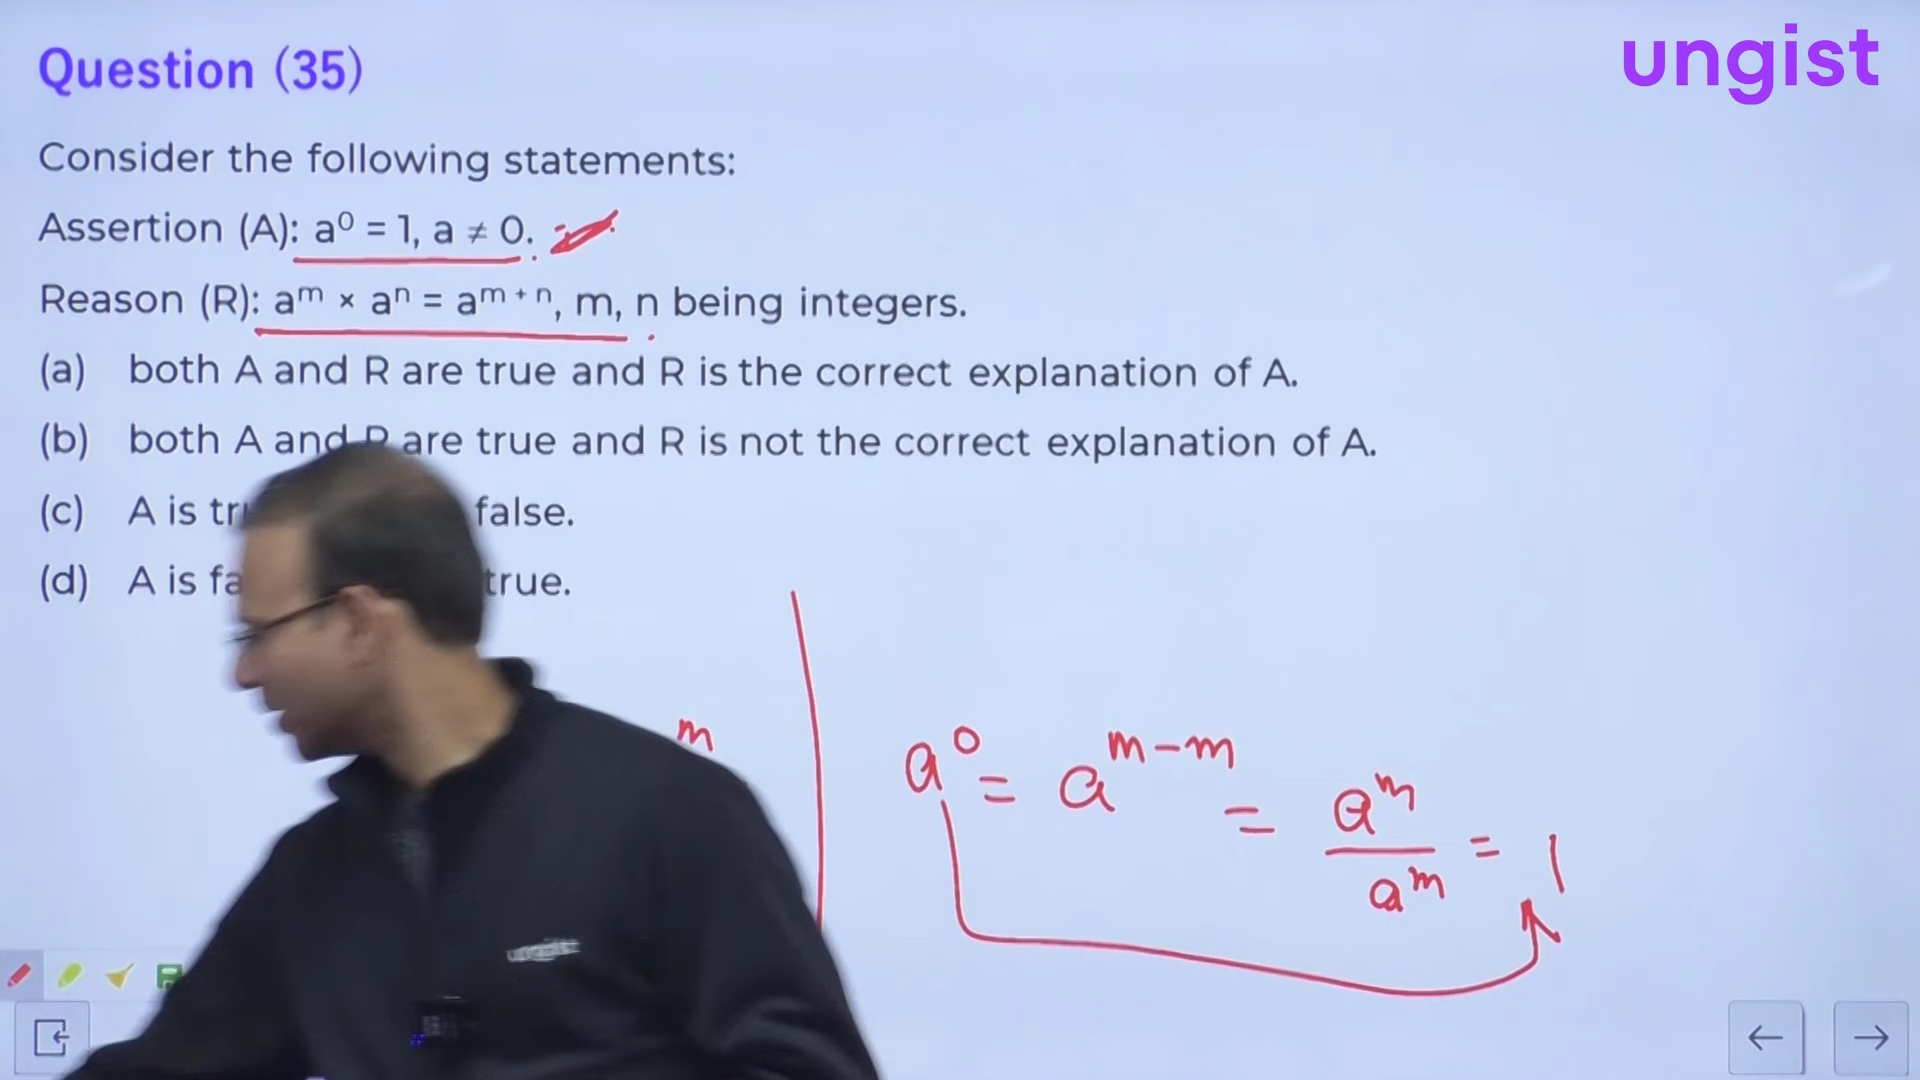 Question (35)
ungist
Consider the following statements:
Assertion (A): a⁰ = 1, a ≠ 0.
Reason (R): aᵐ × aⁿ = aᵐ⁺ⁿ, m, n being integers.
(a) both A and R are true and R is the correct explanation of A.
(b) both A and R are true and R is not the correct explanation of A.
(c) A is false.
(d) A is true.
m
a⁰ = aᵐ⁻ᵐ = aᵐ/aᵐ = 1
ungist